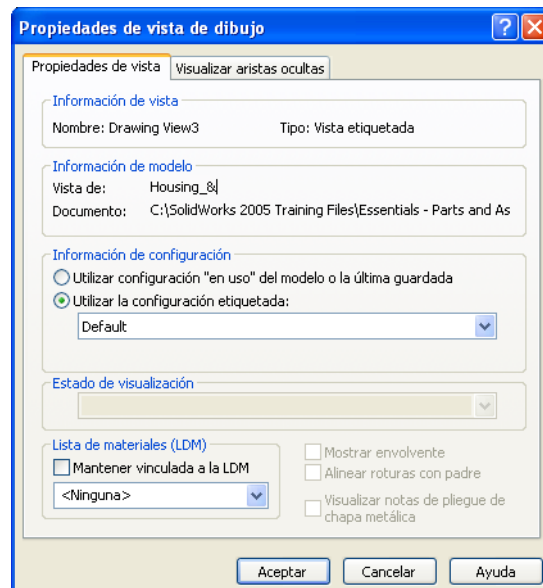 Propiedades de vista de dibujo
Propiedades de vista
Visualizar aristas ocultas
Información de vista
Nombre: Drawing View3 Tipo: Vista etiquetada
Información de modelo
Vista de: Housing_&
Documento: C:\SolidWorks 2005 Training Files\Essentials - Parts and As
Información de configuración
Utilizar configuración "en uso" del modelo o la última guardada
Utilizar la configuración etiquetada:
Default
Estado de visualización
Lista de materiales (LDM)
Mantener vinculada a la LDM
<Ninguna>
Mostrar envolvente
Alinear roturas con padre
Visualizar notas de pliegue de
chapa metálica
Aceptar Cancelar Ayuda